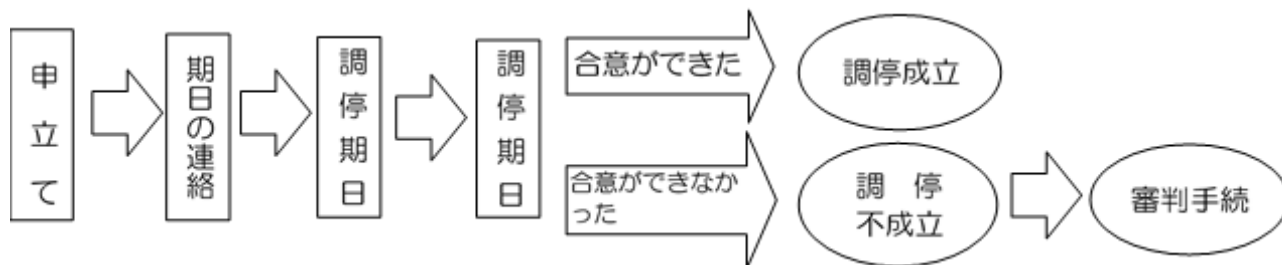 申立て
期日の連絡
調停期日
調停期日
合意ができた
調停成立
合意ができなか
った
調　停
不成立
審判手続